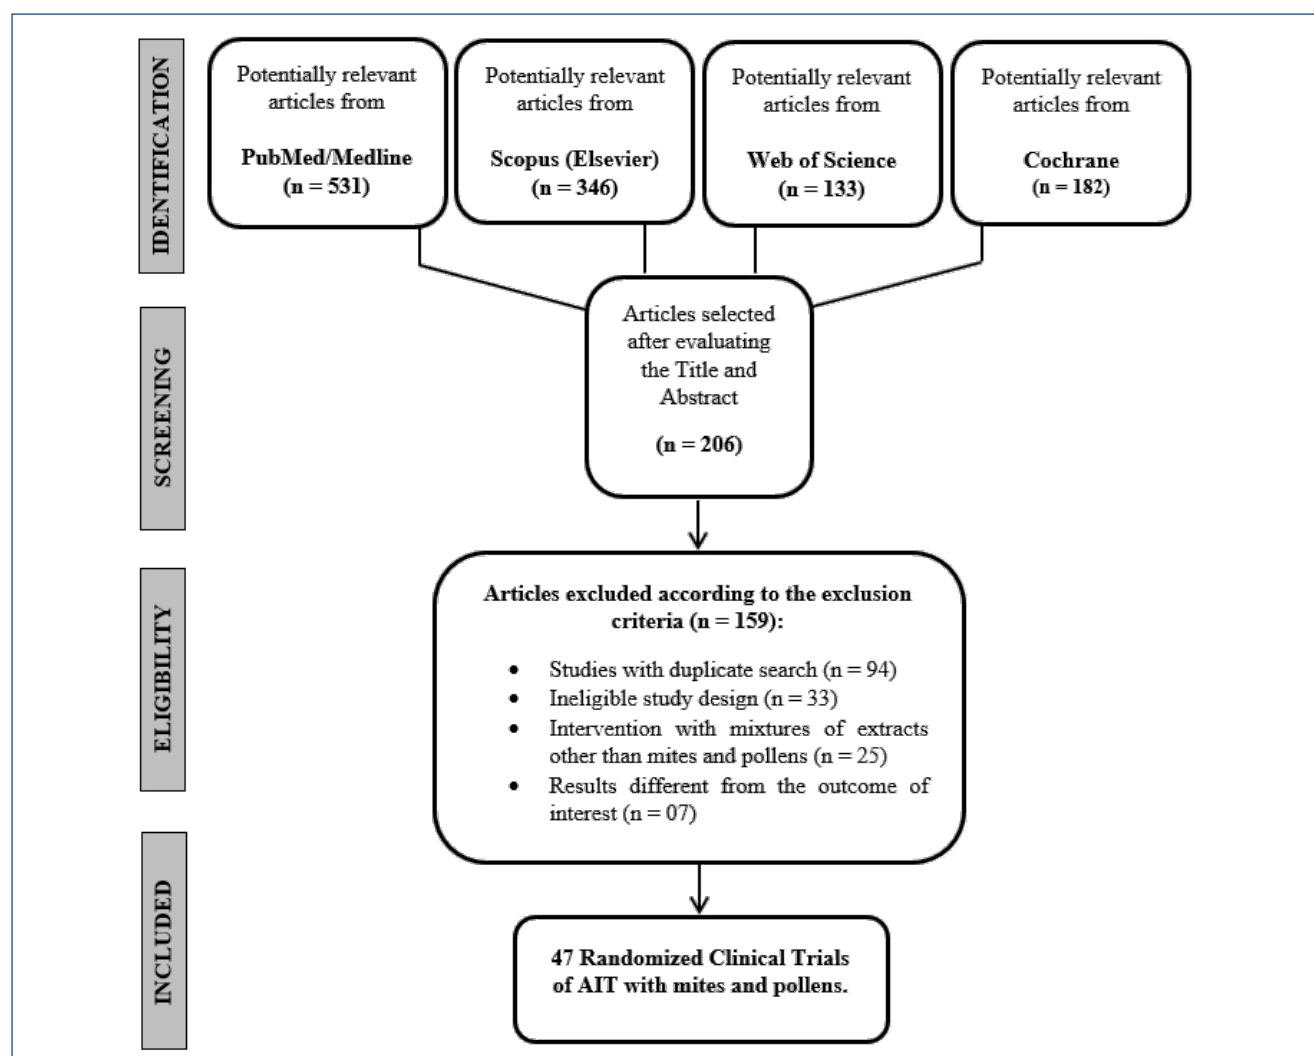 IDENTIFICATION
Potentially relevant
articles from
PubMed/Medline
(n = 531)
Potentially relevant
articles from
Scopus (Elsevier)
(n = 346)
Potentially relevant
articles from
Web of Science
(n = 133)
Potentially relevant
articles from
Cochrane
(n = 182)
SCREENING
Articles selected
after evaluating
the Title and
Abstract
(n = 206)
ELIGIBILITY
Articles excluded according to the exclusion
criteria (n = 159):
• Studies with duplicate search (n = 94)
• Ineligible study design (n = 33)
• Intervention with mixtures of extracts
other than mites and pollens (n = 25)
• Results different from the outcome of
interest (n = 07)
INCLUDED
47 Randomized Clinical Trials
of AIT with mites and pollens.